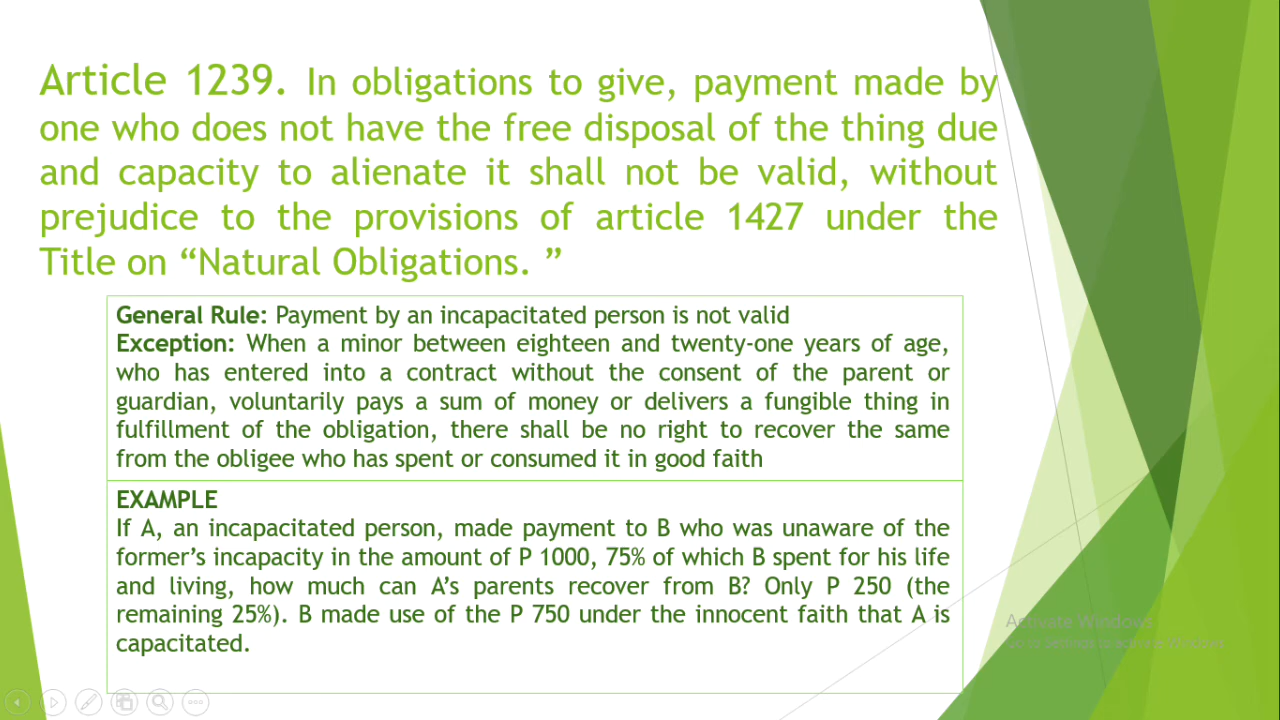 Article 1239. In obligations to give, payment made by
one who does not have the free disposal of the thing due
and capacity to alienate it shall not be valid, without
prejudice to the provisions of article 1427 under the
Title on “Natural Obligations. ”
General Rule: Payment by an incapacitated person is not valid
Exception: When a minor between eighteen and twenty-one years of age,
who has entered into a contract without the consent of the parent or
guardian, voluntarily pays a sum of money or delivers a fungible thing in
fulfillment of the obligation, there shall be no right to recover the same
from the obligee who has spent or consumed it in good faith
EXAMPLE
If A, an incapacitated person, made payment to B who was unaware of the
former’s incapacity in the amount of P 1000, 75% of which B spent for his life
and living, how much can A’s parents recover from B? Only P 250 (the
remaining 25%). B made use of the P 750 under the innocent faith that A is
capacitated.
Activate Windows
Go to Settings to activate Windows.